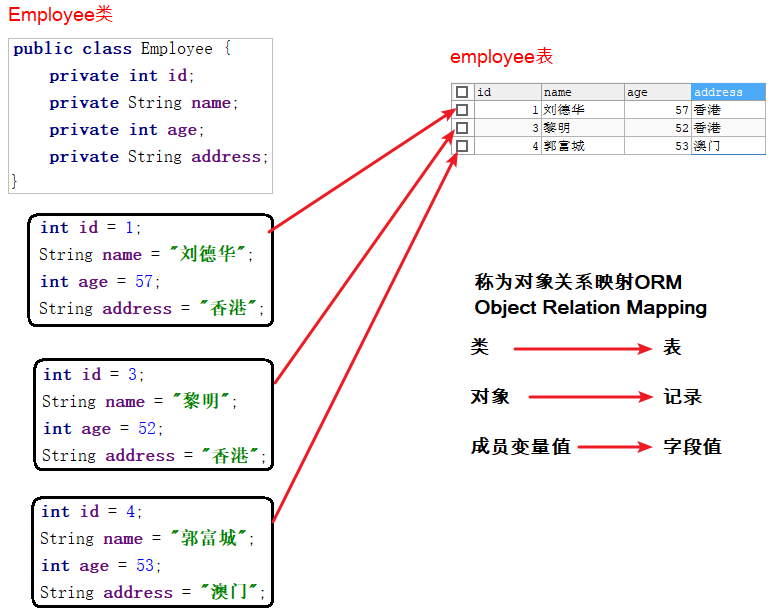 Employee类
public class Employee {
private int id;
private String name;
private int age;
private String address;
}
int id = 1;
String name = "刘德华";
int age = 57;
String address = "香港";
int id = 3;
String name = "黎明";
int age = 52;
String address = "香港";
int id = 4;
String name = "郭富城";
int age = 53;
String address = "澳门";
employee表
id name age address
1 刘德华 57 香港
3 黎明 52 香港
4 郭富城 53 澳门
称为对象关系映射ORM
Object Relation Mapping
类 表
对象 记录
成员变量值 字段值